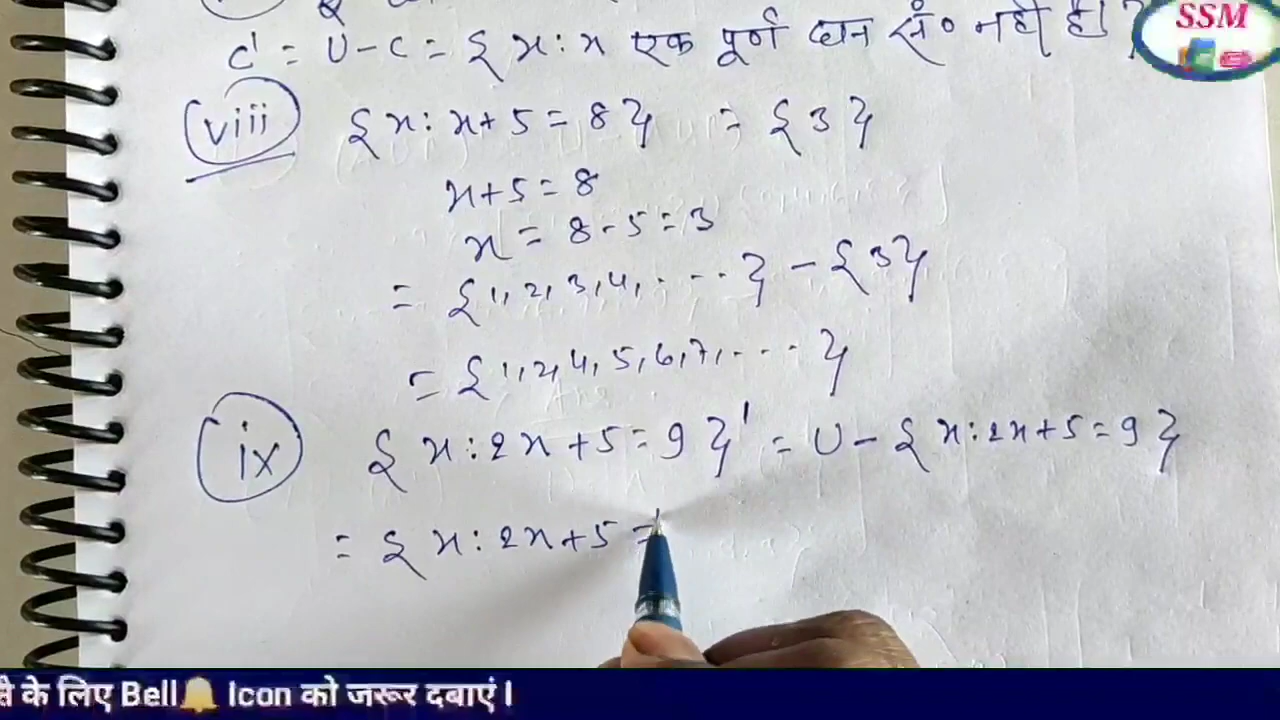 C' = U - C = { x : x एक पूर्ण घन सं० नहीं है। }
SSM
viii { x : x + 5 = 8 } = { 3 }
x + 5 = 8
x = 8 - 5 = 3
= { 1, 2, 3, 4, .... } - { 3 }
= { 1, 2, 4, 5, 6, 7, .... }
ix { x : 2x + 5 = 9 }' = U - { x : 2x + 5 = 9 }
= { x : 2x + 5 =
के लिए Bell🔔 Icon को जरूर दबाएं।